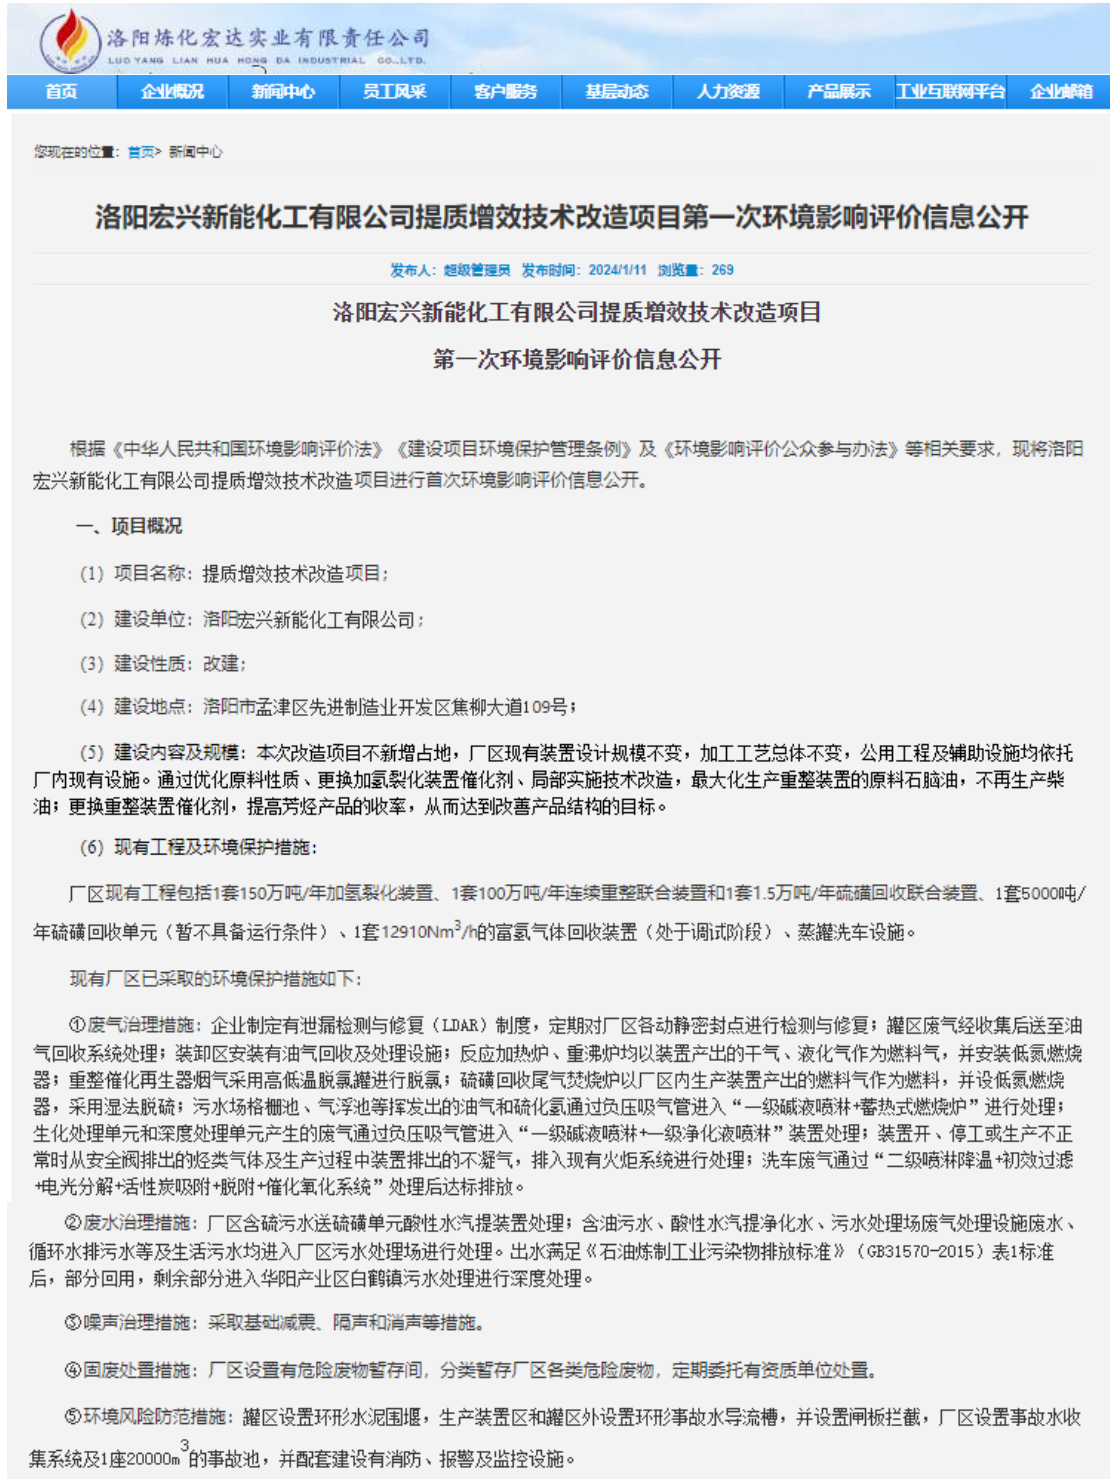 洛阳炼化宏达实业有限责任公司
LUO YANG LIAN HUA HONG DA INDUSTRIAL CO.,LTD.
首页 企业概况 新闻中心 员工风采 客户服务 基层动态 人力资源 产品展示 工业互联网平台 企业邮箱
您现在的位置：首页> 新闻中心
洛阳宏兴新能化工有限公司提质增效技术改造项目第一次环境影响评价信息公开
发布人：超级管理员 发布时间：2024/1/11 浏览量：269
洛阳宏兴新能化工有限公司提质增效技术改造项目
第一次环境影响评价信息公开
根据《中华人民共和国环境影响评价法》《建设项目环境保护管理条例》及《环境影响评价公众参与办法》等相关要求，现将洛阳
宏兴新能化工有限公司提质增效技术改造项目进行首次环境影响评价信息公开。
一、项目概况
（1）项目名称：提质增效技术改造项目；
（2）建设单位：洛阳宏兴新能化工有限公司；
（3）建设性质：改建；
（4）建设地点：洛阳市孟津区先进制造业开发区焦柳大道109号；
（5）建设内容及规模：本次改造项目不新增占地，厂区现有装置设计规模不变，加工工艺总体不变，公用工程及辅助设施均依托
厂内现有设施。通过优化原料性质、更换加氢裂化装置催化剂、局部实施技术改造，最大化生产重整装置的原料石脑油，不再生产柴
油；更换重整装置催化剂，提高芳烃产品的收率，从而达到改善产品结构的目标。
（6）现有工程及环境保护措施：
厂区现有工程包括1套150万吨/年加氢裂化装置、1套100万吨/年连续重整联合装置和1套1.5万吨/年硫磺回收联合装置、1套5000吨/
年硫磺回收单元（暂不具备运行条件）、1套12910Nm³/h的富氢气体回收装置（处于调试阶段）、蒸罐洗车设施。
现有厂区已采取的环境保护措施如下：
①废气治理措施：企业制定有泄漏检测与修复（LDAR）制度，定期对厂区各动静密封点进行检测与修复；罐区废气经收集后送至油
气回收系统处理；装卸区安装有油气回收及处理设施；反应加热炉、重沸炉均以装置产出的干气、液化气作为燃料气，并安装低氮燃烧
器；重整催化再生器烟气采用高低温脱氯罐进行脱氯；硫磺回收尾气焚烧炉以厂区内生产装置产出的燃料气作为燃料，并设低氮燃烧
器，采用湿法脱硫；污水场格栅池、气浮池等挥发出的油气和硫化氢通过负压吸气管进入“一级碱液喷淋+蓄热式燃烧炉”进行处理；
生化处理单元和深度处理单元产生的废气通过负压吸气管进入“一级碱液喷淋+一级净化液喷淋”装置处理；装置开、停工或生产不正
常时从安全阀排出的烃类气体及生产过程中装置排出的不凝气，排入现有火炬系统进行处理；洗车废气通过“二级喷淋降温+初效过滤
+电光分解+活性炭吸附+脱附+催化氧化系统”处理后达标排放。
②废水治理措施：厂区含硫污水送硫磺单元酸性水汽提装置处理；含油污水、酸性水汽提净化水、污水处理场废气处理设施废水、
循环水排污水等及生活污水均进入厂区污水处理场进行处理。出水满足《石油炼制工业污染物排放标准》（GB31570-2015）表1标准
后，部分回用，剩余部分进入华阳产业区白鹤镇污水处理进行深度处理。
③噪声治理措施：采取基础减震、隔声和消声等措施。
④固废处置措施：厂区设置有危险废物暂存间，分类暂存厂区各类危险废物，定期委托有资质单位处置。
⑤环境风险防范措施：罐区设置环形水泥围堰，生产装置区和罐区外设置环形事故水导流槽，并设置闸板拦截，厂区设置事故水收
集系统及1座20000m³的事故池，并配套建设有消防、报警及监控设施。